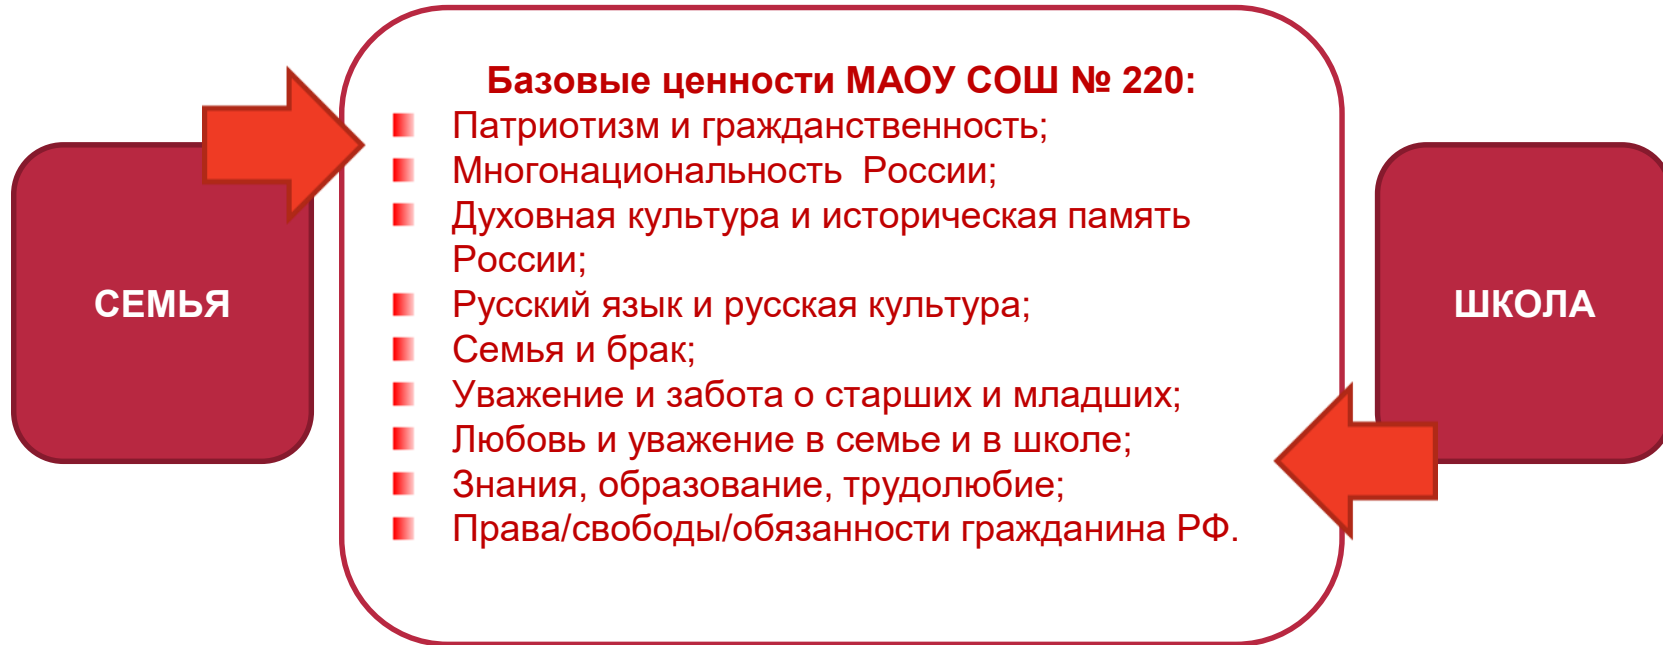 Базовые ценности МАОУ СОШ № 220:
Патриотизм и гражданственность;
Многонациональность России;
Духовная культура и историческая память
России;
Русский язык и русская культура;
Семья и брак;
Уважение и забота о старших и младших;
Любовь и уважение в семье и в школе;
Знания, образование, трудолюбие;
Права/свободы/обязанности гражданина РФ.
СЕМЬЯ
ШКОЛА